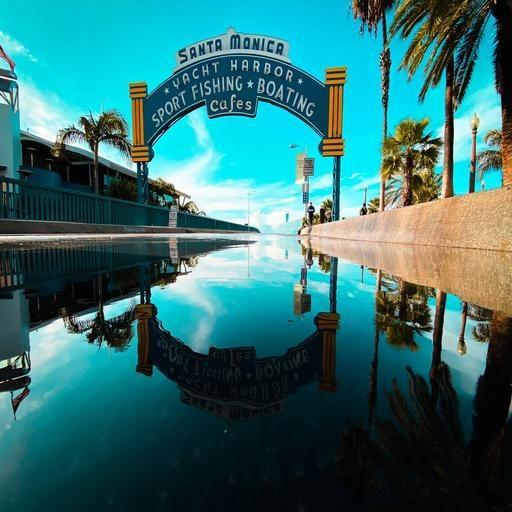 Santa Monica
* YACHT HARBOR *
SPORT FISHING * BOATING
Cafes